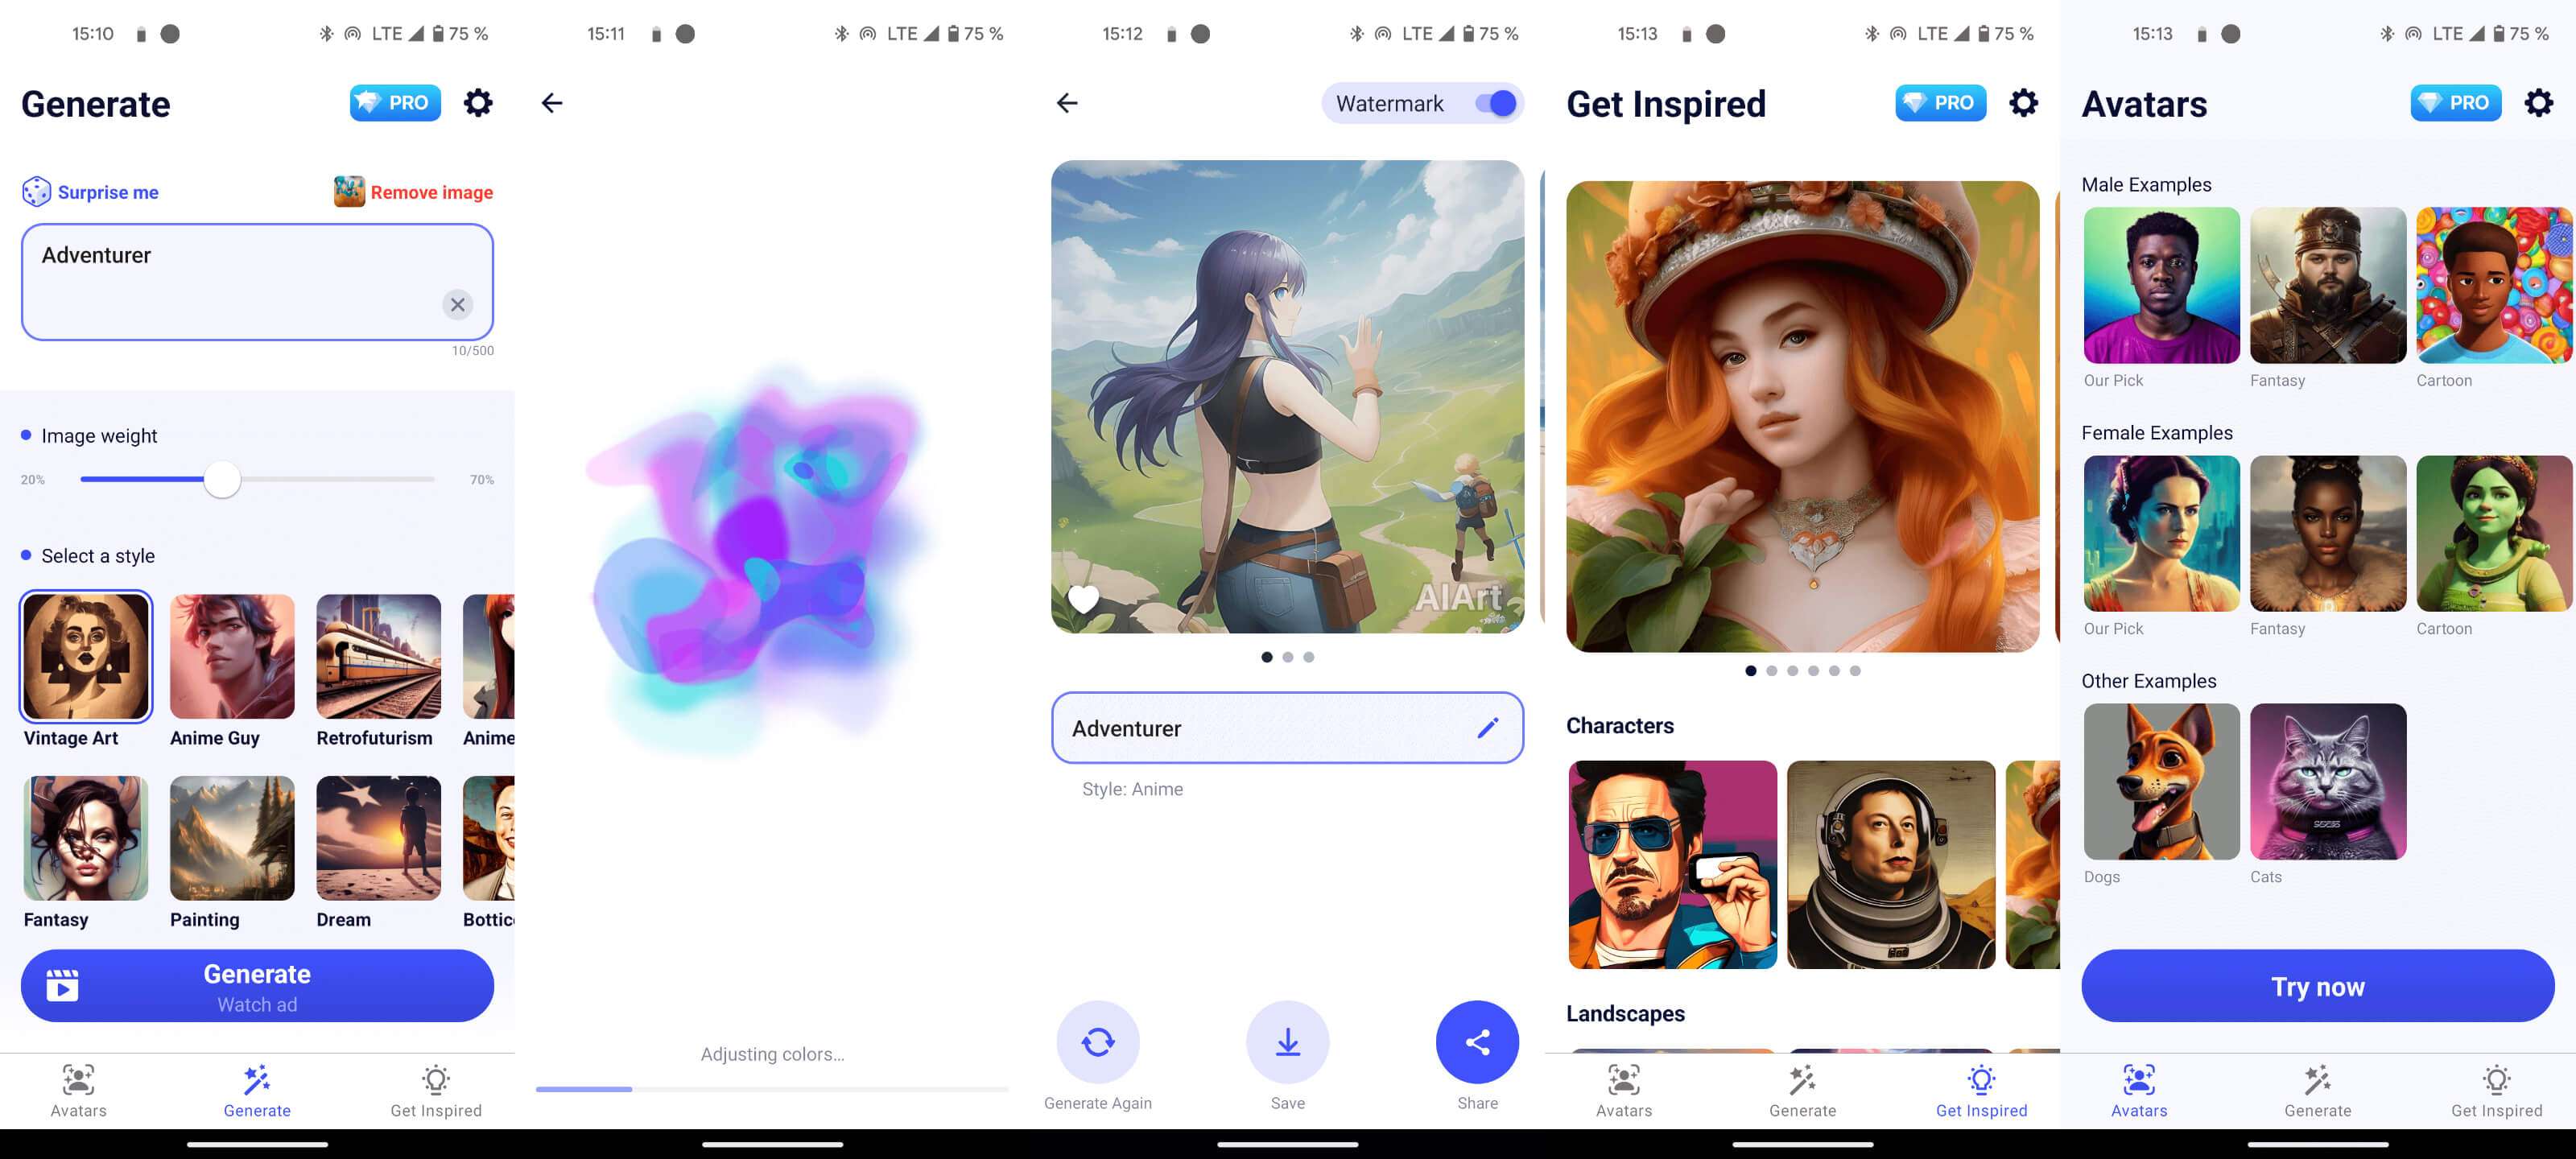 15:10
LTE 75 %
Generate
PRO
Surprise me
Remove image
Adventurer
10/500
Image weight
20%
70%
Select a style
Vintage Art
Anime Guy
Retrofuturism
Anime
Fantasy
Painting
Dream
Bottic
Generate
Watch ad
Avatars
Generate
Get Inspired
15:11
LTE 75 %
Adjusting colors...
15:12
LTE 75 %
Watermark
AIArt
Adventurer
Style: Anime
Generate Again
Save
Share
15:13
LTE 75 %
Get Inspired
PRO
Characters
Landscapes
Avatars
Generate
Get Inspired
15:13
LTE 75 %
Avatars
PRO
Male Examples
Our Pick
Fantasy
Cartoon
Female Examples
Our Pick
Fantasy
Cartoon
Other Examples
Dogs
Cats
Try now
Avatars
Generate
Get Inspired